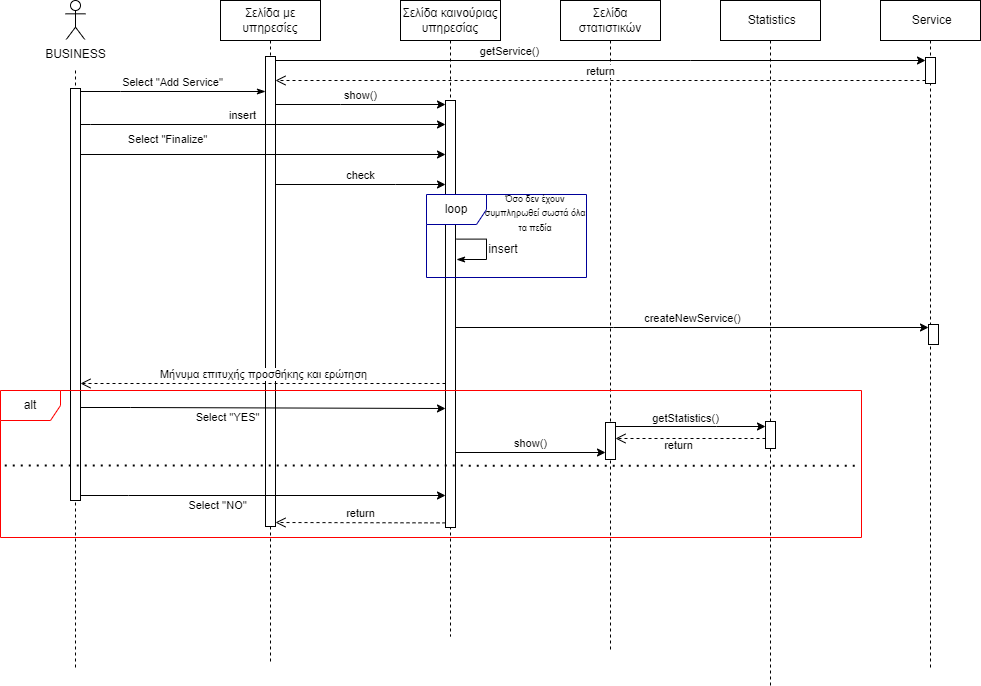 Σελίδα με
υπηρεσίες
Σελίδα καινούριας
υπηρεσίας
Σελίδα
στατιστικών
Statistics
Service
BUSINESS
getService()
return
Select "Add Service"
show()
insert
Select "Finalize"
check
loop
Όσο δεν έχουν
συμπληρωθεί σωστά όλα
τα πεδία
insert
createNewService()
Μήνυμα επιτυχής προσθήκης και ερώτηση
alt
Select "YES"
getStatistics()
show()
return
Select "NO"
return